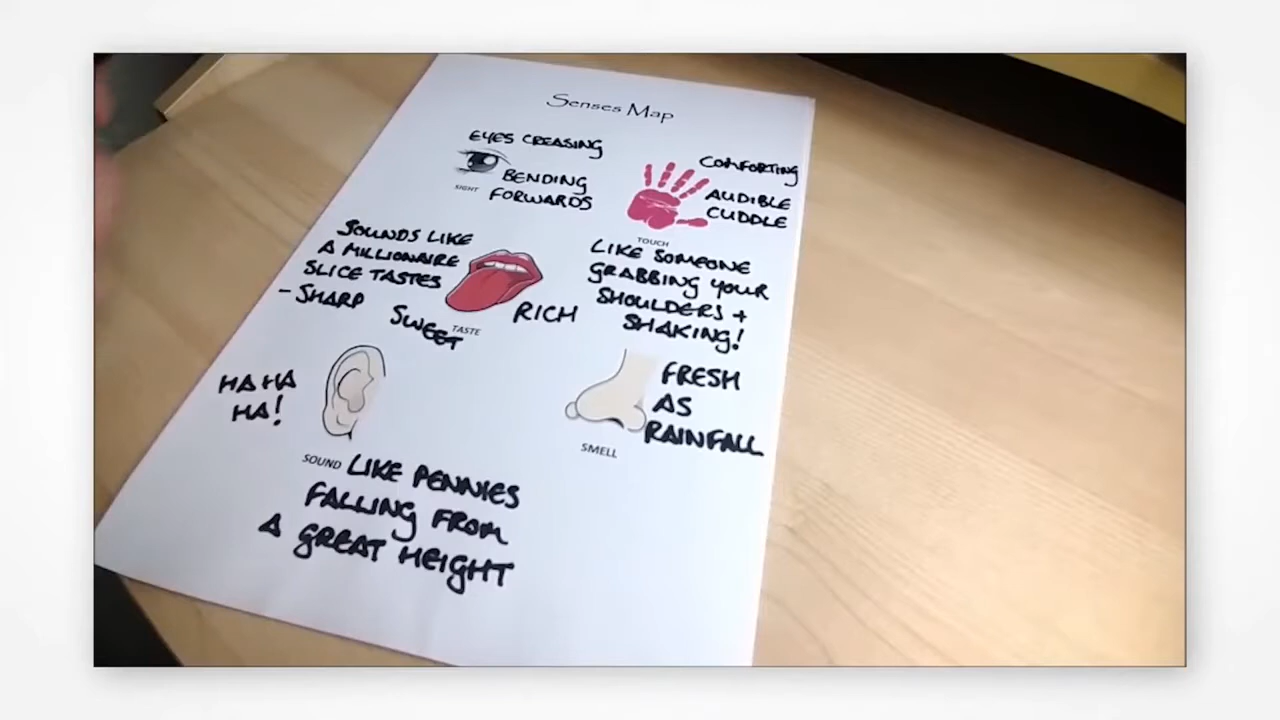 Senses Map
EYES CREASING
BENDING
FORWARDS
SIGHT
COMFORTING
AUDIBLE
CUDDLE
TOUCH
LIKE SOMEONE
GRABBING YOUR
SHOULDERS +
SHAKING!
SOUNDS LIKE
A MILLIONAIRE
SLICE TASTES
- SHARP
SWEET
RICH
TASTE
HA HA
HA!
SOUND
LIKE PENNIES
FALLING FROM
A GREAT HEIGHT
FRESH
AS
RAINFALL
SMELL